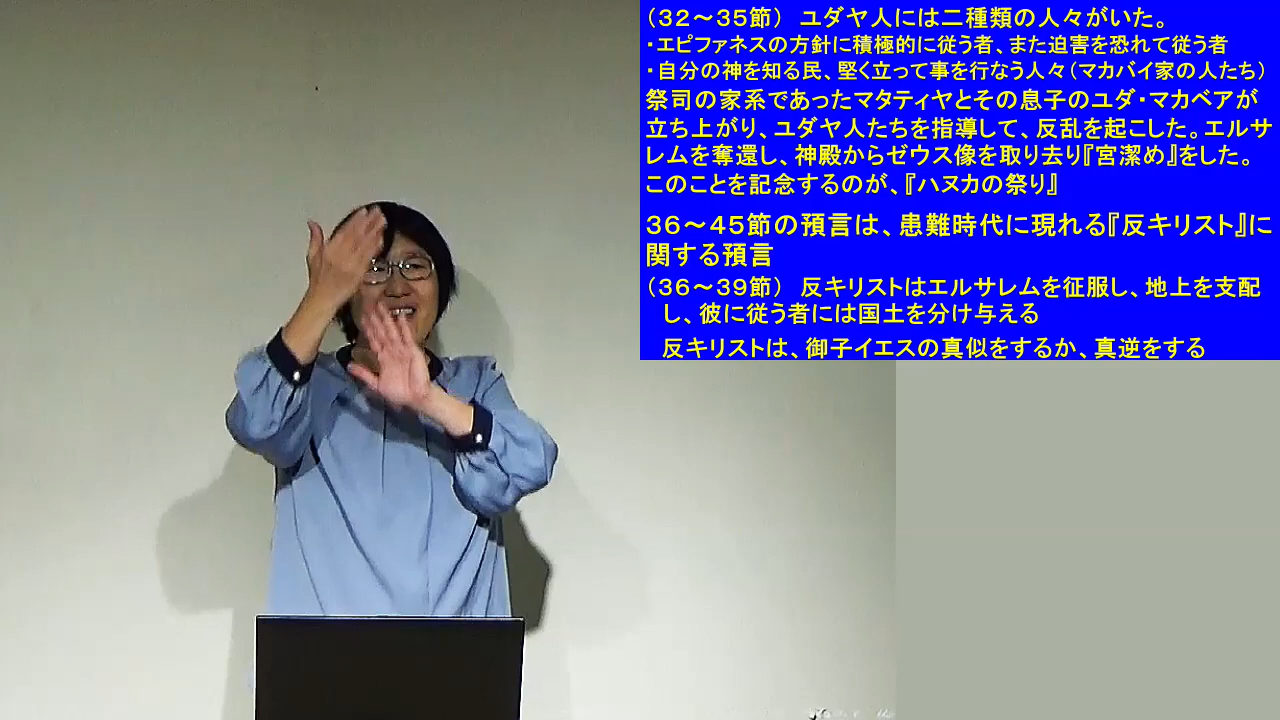 （３２～３５節）　ユダヤ人には二種類の人々がいた。
・エピファネスの方針に積極的に従う者、また迫害を恐れて従う者
・自分の神を知る民、堅く立って事を行なう人々（マカバイ家の人たち）
祭司の家系であったマタティヤとその息子のユダ・マカベアが
立ち上がり、ユダヤ人たちを指導して、反乱を起こした。エルサ
レムを奪還し、神殿からゼウス像を取り去り『宮潔め』をした。
このことを記念するのが、『ハヌカの祭り』
３６～４５節の預言は、患難時代に現れる『反キリスト』に
関する預言
（３６～３９節）　反キリストはエルサレムを征服し、地上を支配
し、彼に従う者には国土を分け与える
反キリストは、御子イエスの真似をするか、真逆をする